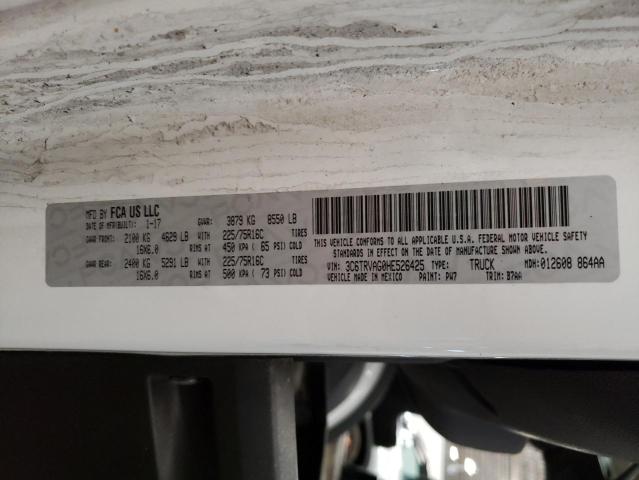 MFD BY FCA US LLC
DATE OF MFR(BUILT): 1-17 GVWR: 3879 KG 8550 LB
GAWR FRONT: 2100 KG 4629 LB WITH 225/75R16C TIRES
16X6.0 RIMS AT 450 KPA ( 65 PSI) COLD
GAWR REAR: 2400 KG 5291 LB WITH 225/75R16C TIRES
16X6.0 RIMS AT 500 KPA ( 73 PSI) COLD
THIS VEHICLE CONFORMS TO ALL APPLICABLE U.S.A. FEDERAL MOTOR VEHICLE SAFETY
STANDARDS IN EFFECT ON THE DATE OF MANUFACTURE SHOWN ABOVE.
VIN: 3C6TRVAG0HE526425 TYPE: TRUCK MDH: 012608 864AA
VEHICLE MADE IN MEXICO PAINT: PW7 TRIM: B7AA